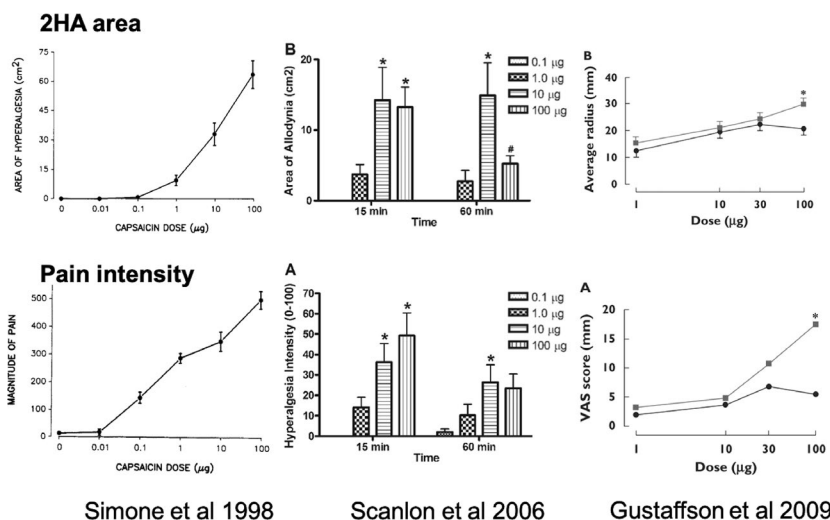 2HA area
75
60
45
30
15
0
AREA OF HYPERALGESIA (cm²)
0 0.01 0.1 1 10 100
CAPSAICIN DOSE (μg)
B
20
10
0
Area of Allodynia (cm2)
* * * #
0.1 μg
1.0 μg
10 μg
100 μg
15 min 60 min
Time
B
40
30
20
10
0
Average radius (mm)
*
1 10 30 100
Dose (μg)
Pain intensity
500
400
300
200
100
0
MAGNITUDE OF PAIN
0 0.01 0.1 1 10 100
CAPSAICIN DOSE (μg)
A
70
60
50
40
30
20
10
0
Hyperalgesia Intensity (0-100)
* * *
0.1 μg
1.0 μg
10 μg
100 μg
15 min 60 min
Time
A
20
15
10
5
0
VAS score (mm)
*
1 10 30 100
Dose (μg)
Simone et al 1998 Scanlon et al 2006 Gustaffson et al 2009